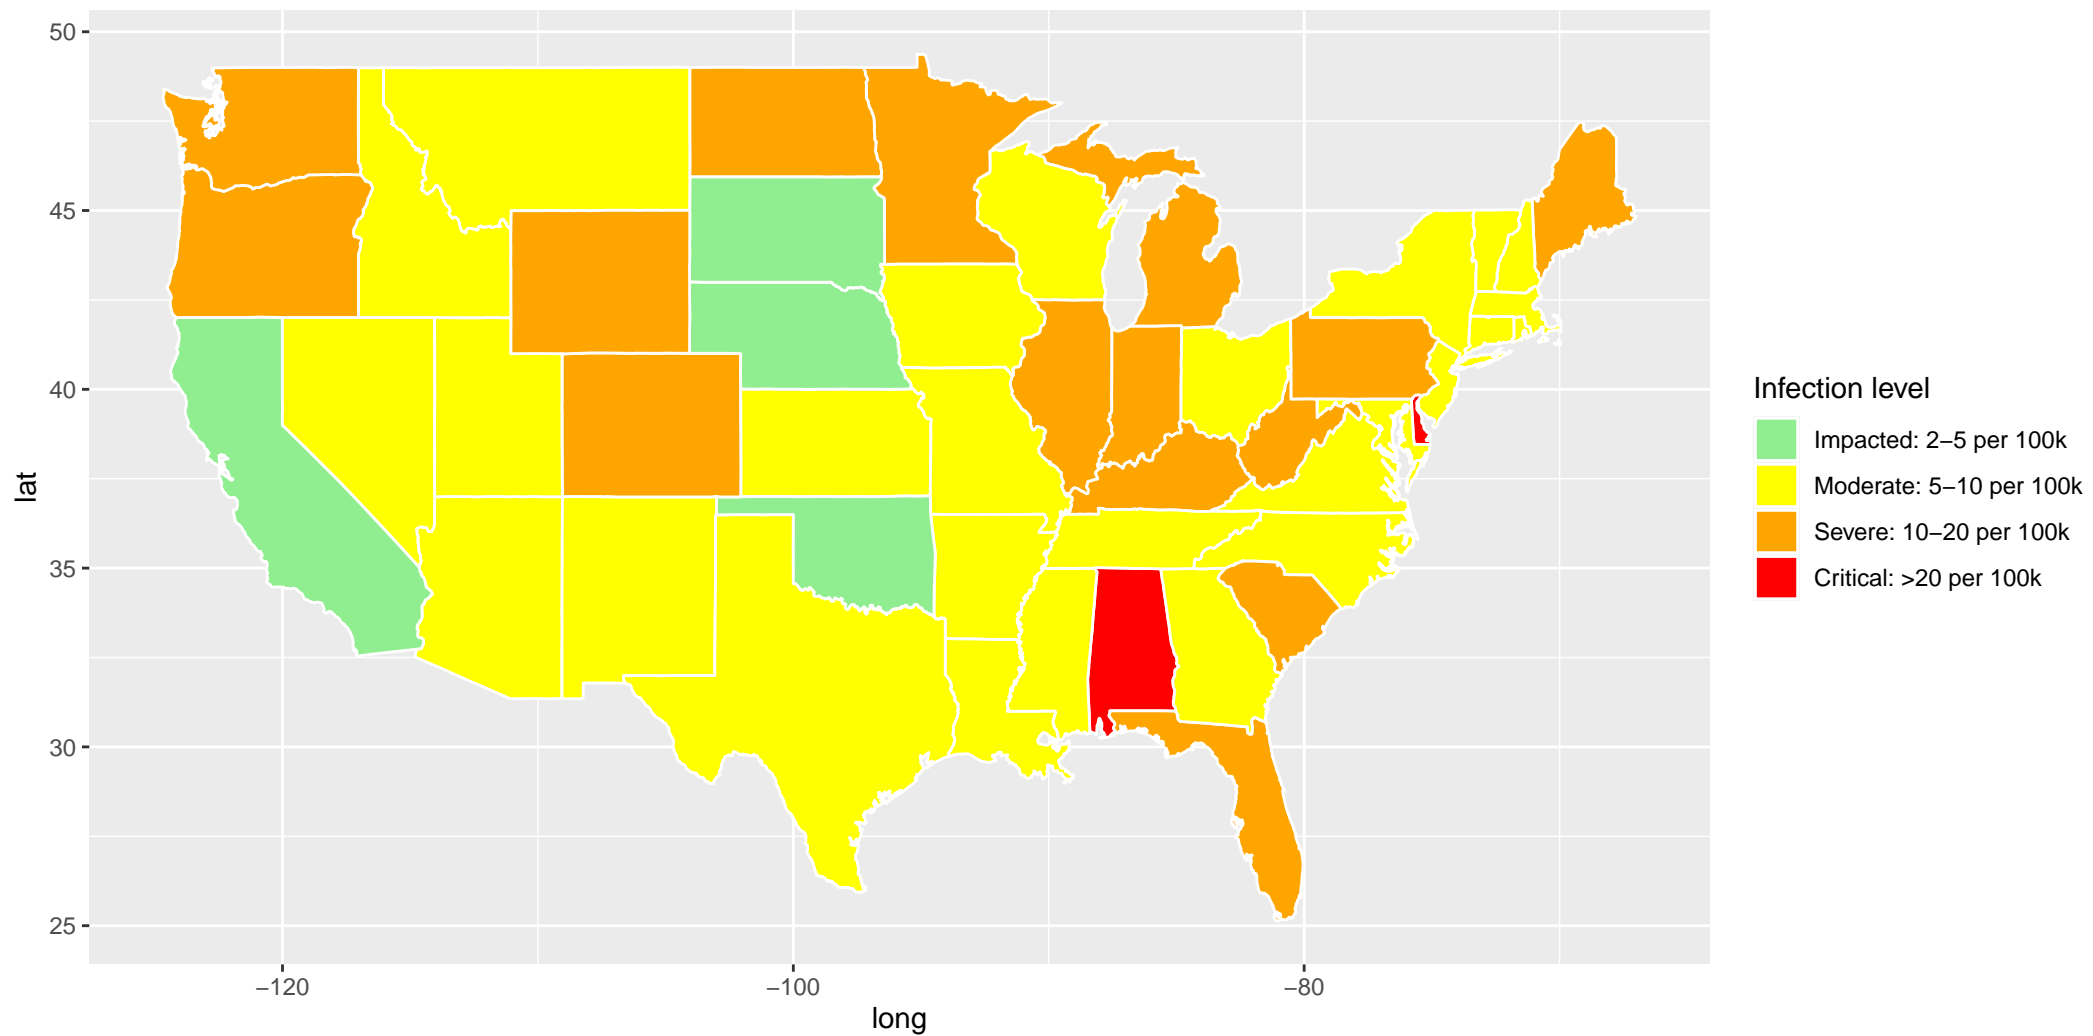 50
45
40
35
30
25
lat
−120
−100
−80
long
Infection level
Impacted: 2−5 per 100k
Moderate: 5−10 per 100k
Severe: 10−20 per 100k
Critical: >20 per 100k